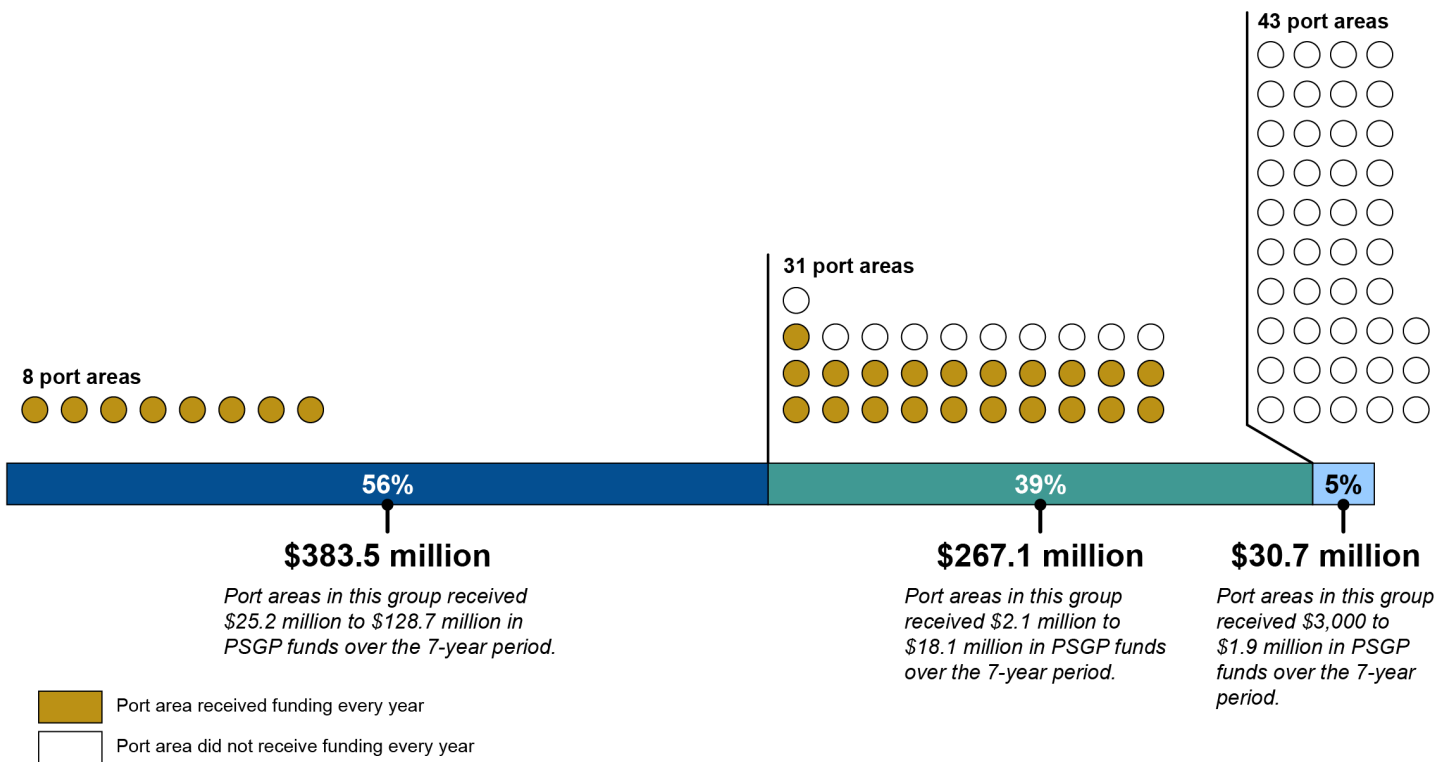 43 port areas
31 port areas
8 port areas
56%
39%
5%
$383.5 million
Port areas in this group received
$25.2 million to $128.7 million in
PSGP funds over the 7-year period.
$267.1 million
Port areas in this group
received $2.1 million to
$18.1 million in PSGP funds
over the 7-year period.
$30.7 million
Port areas in this group
received $3,000 to
$1.9 million in PSGP
funds over the 7-year
period.
Port area received funding every year
Port area did not receive funding every year